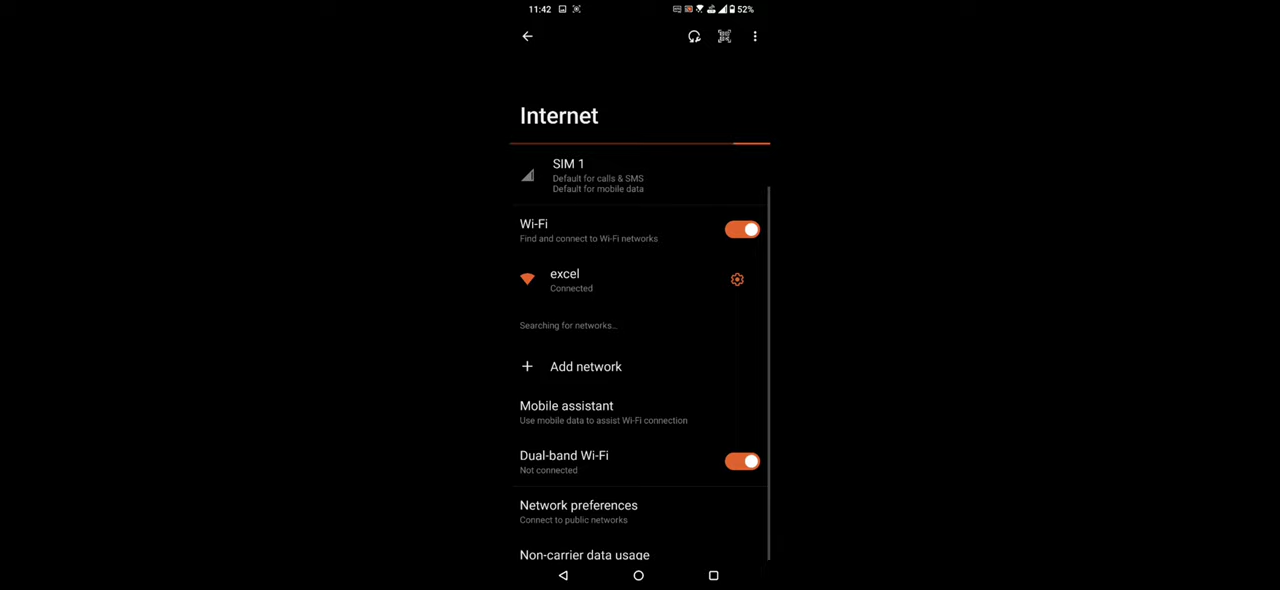 11:42
52%
Internet
SIM 1
Default for calls & SMS
Default for mobile data
Wi-Fi
Find and connect to Wi-Fi networks
excel
Connected
Searching for networks…
Add network
Mobile assistant
Use mobile data to assist Wi-Fi connection
Dual-band Wi-Fi
Not connected
Network preferences
Connect to public networks
Non-carrier data usage